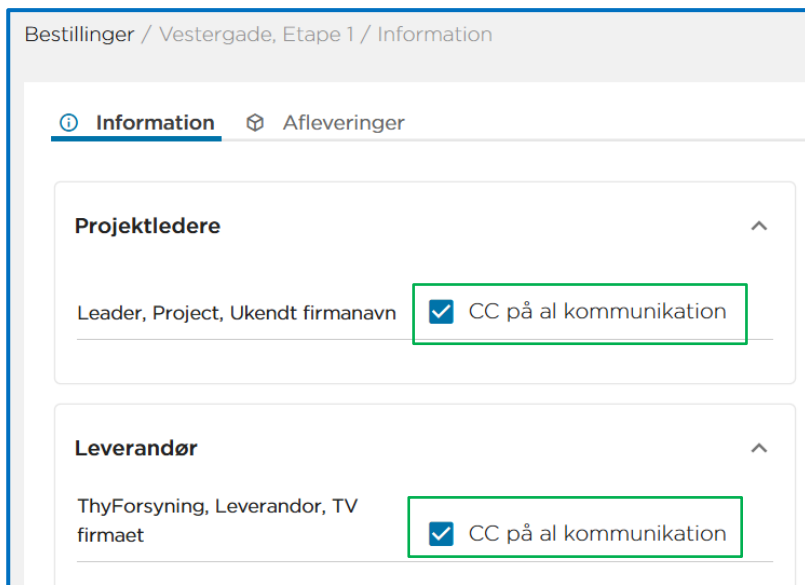 Bestillinger / Vestergade, Etape 1 / Information
Information Afleveringer
Projektledere
Leader, Project, Ukendt firmanavn CC på al kommunikation
Leverandør
ThyForsyning, Leverandor, TV
firmaet CC på al kommunikation